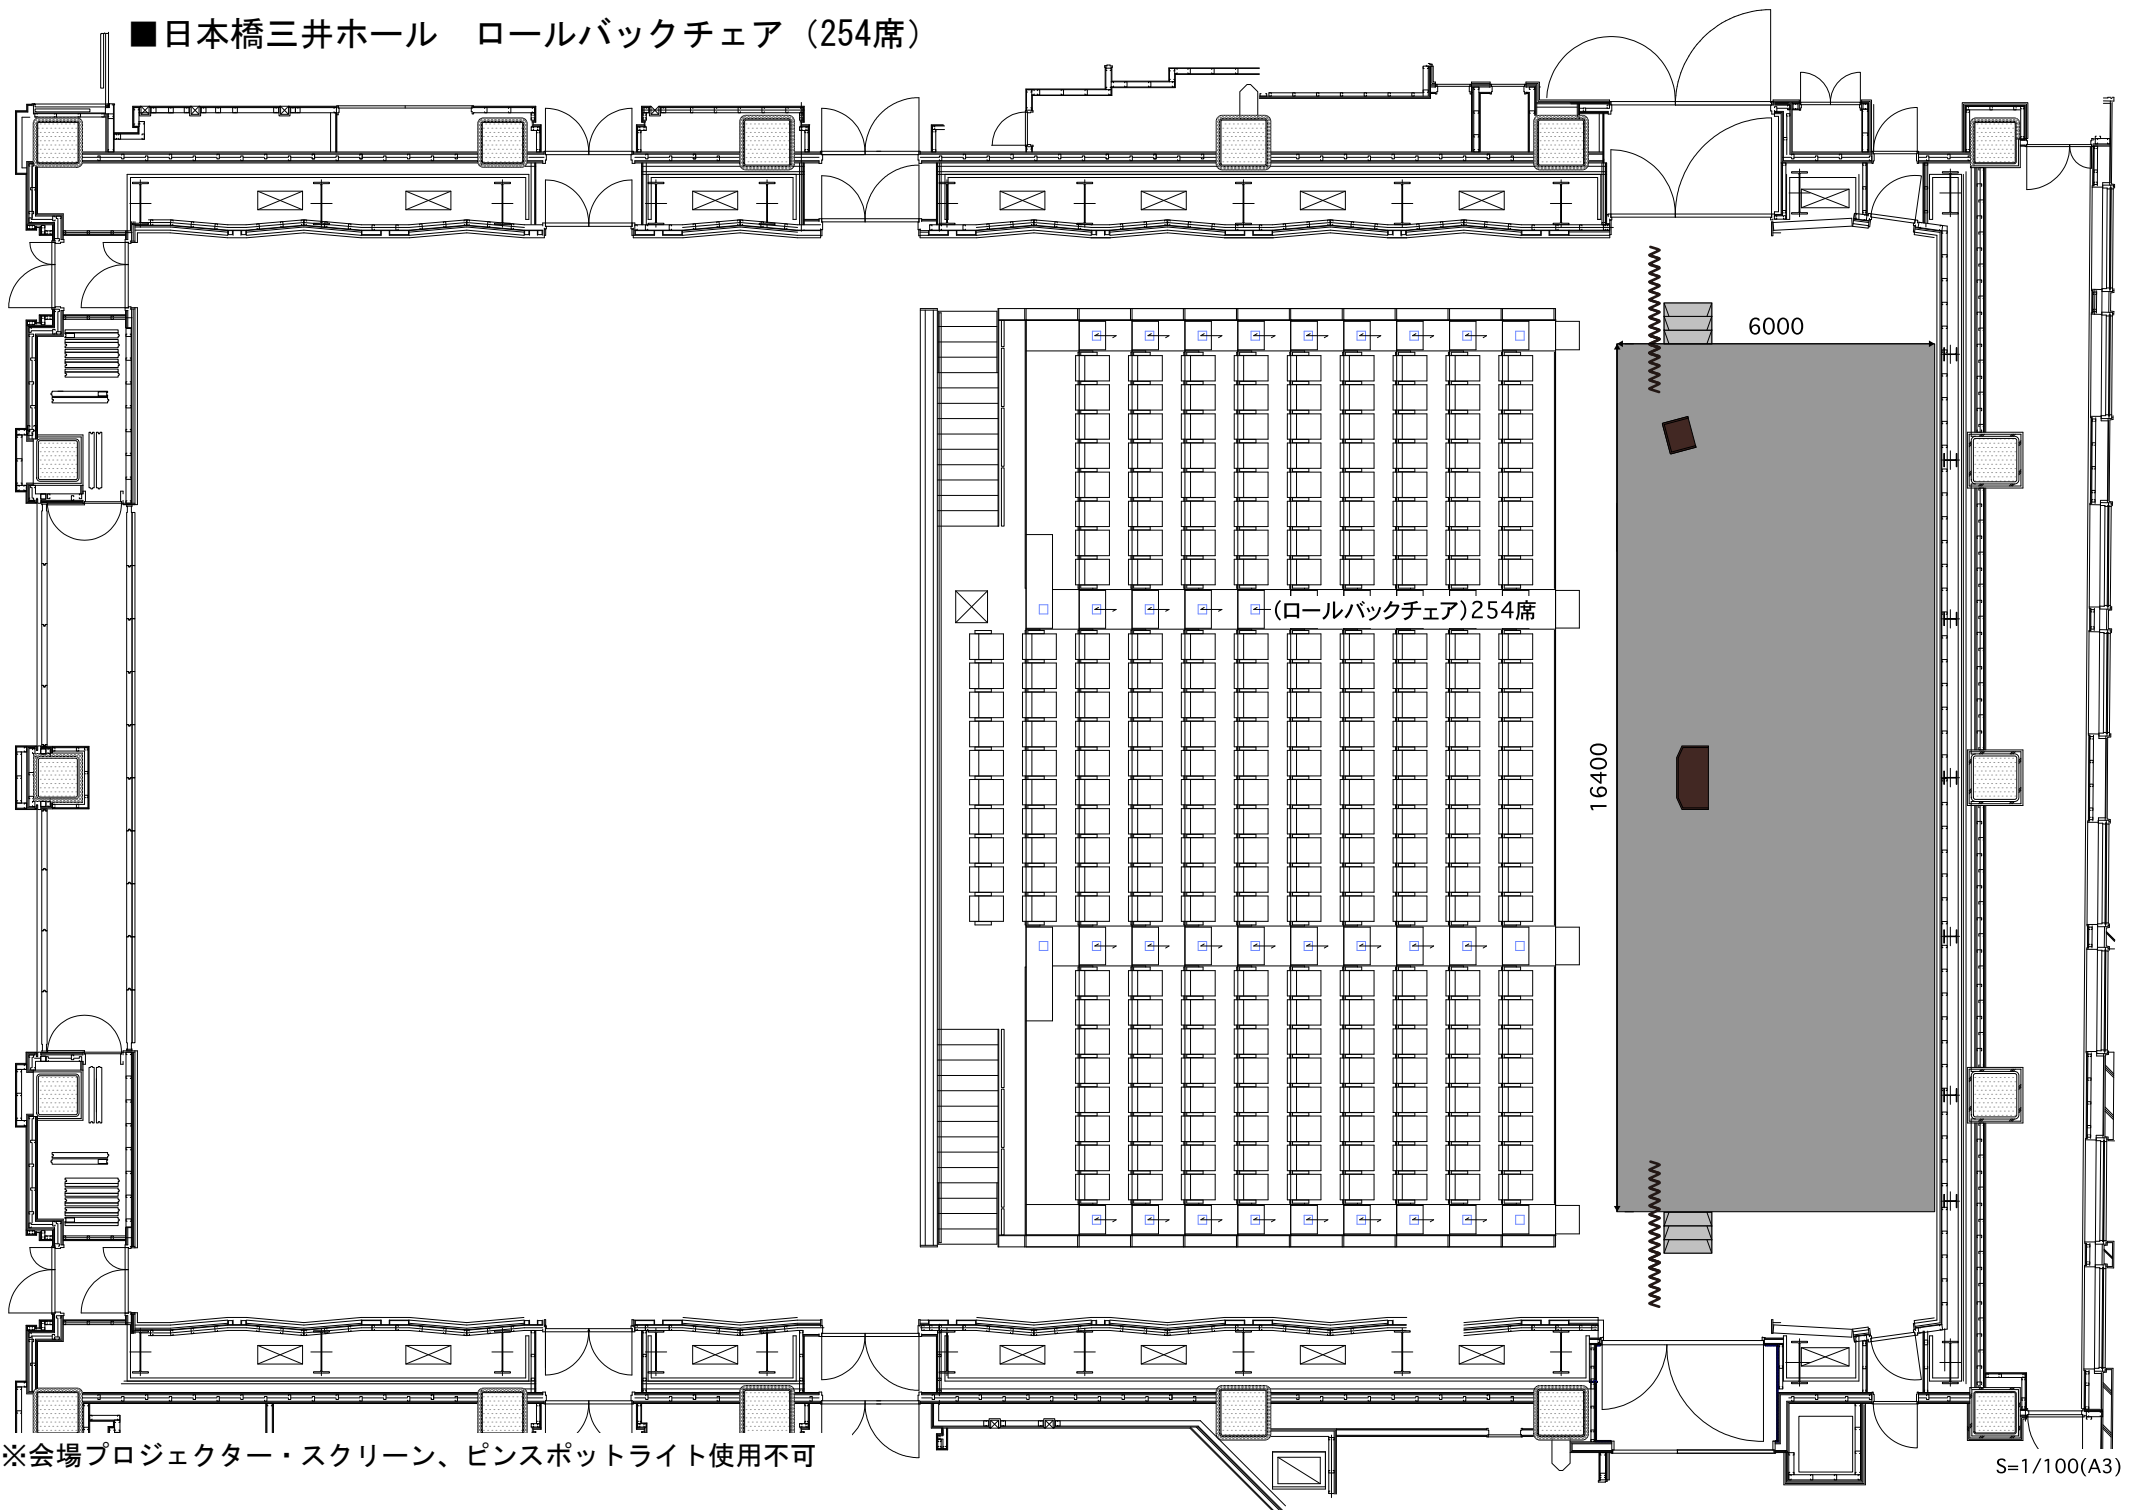 ■日本橋三井ホール　ロールバックチェア（254席）
6000
(ロールバックチェア)254席
16400
※会場プロジェクター・スクリーン、ピンスポットライト使用不可
S=1/100(A3)